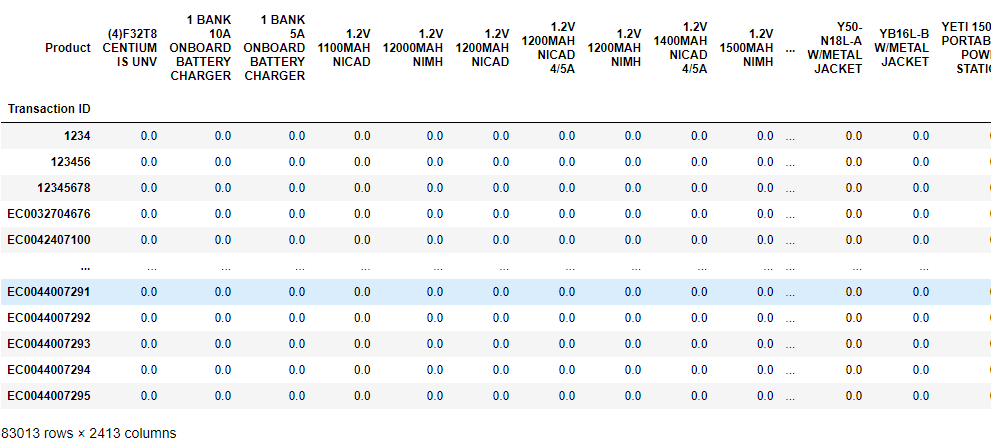 Product (4)F32T8 CENTIUM IS UNV 1 BANK 10A ONBOARD BATTERY CHARGER 1 BANK 5A ONBOARD BATTERY CHARGER 1.2V 1100MAH NICAD 1.2V 12000MAH NIMH 1.2V 1200MAH NICAD 1.2V 1200MAH NICAD 4/5A 1.2V 1200MAH NIMH 1.2V 1400MAH NICAD 4/5A 1.2V 1500MAH NIMH ... Y50-N18L-A W/METAL JACKET YB16L-B W/METAL JACKET YETI
Transaction ID
1234 0.0 0.0 0.0 0.0 0.0 0.0 0.0 0.0 0.0 0.0 ... 0.0 0.0
123456 0.0 0.0 0.0 0.0 0.0 0.0 0.0 0.0 0.0 0.0 ... 0.0 0.0
12345678 0.0 0.0 0.0 0.0 0.0 0.0 0.0 0.0 0.0 0.0 ... 0.0 0.0
EC0032704676 0.0 0.0 0.0 0.0 0.0 0.0 0.0 0.0 0.0 0.0 ... 0.0 0.0
EC0042407100 0.0 0.0 0.0 0.0 0.0 0.0 0.0 0.0 0.0 0.0 ... 0.0 0.0
... ... ... ... ... ... ... ... ... ... ... ... ... ...
EC0044007291 0.0 0.0 0.0 0.0 0.0 0.0 0.0 0.0 0.0 0.0 ... 0.0 0.0
EC0044007292 0.0 0.0 0.0 0.0 0.0 0.0 0.0 0.0 0.0 0.0 ... 0.0 0.0
EC0044007293 0.0 0.0 0.0 0.0 0.0 0.0 0.0 0.0 0.0 0.0 ... 0.0 0.0
EC0044007294 0.0 0.0 0.0 0.0 0.0 0.0 0.0 0.0 0.0 0.0 ... 0.0 0.0
EC0044007295 0.0 0.0 0.0 0.0 0.0 0.0 0.0 0.0 0.0 0.0 ... 0.0 0.0
83013 rows × 2413 columns